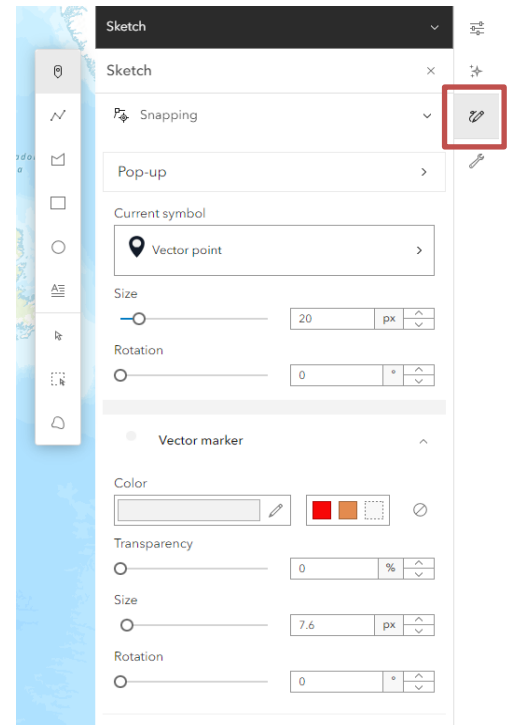 Sketch
Sketch
Snapping
Pop-up
Current symbol
Vector point
Size
20 px
Rotation
0 °
Vector marker
Color
Transparency
0 %
Size
7.6 px
Rotation
0 °